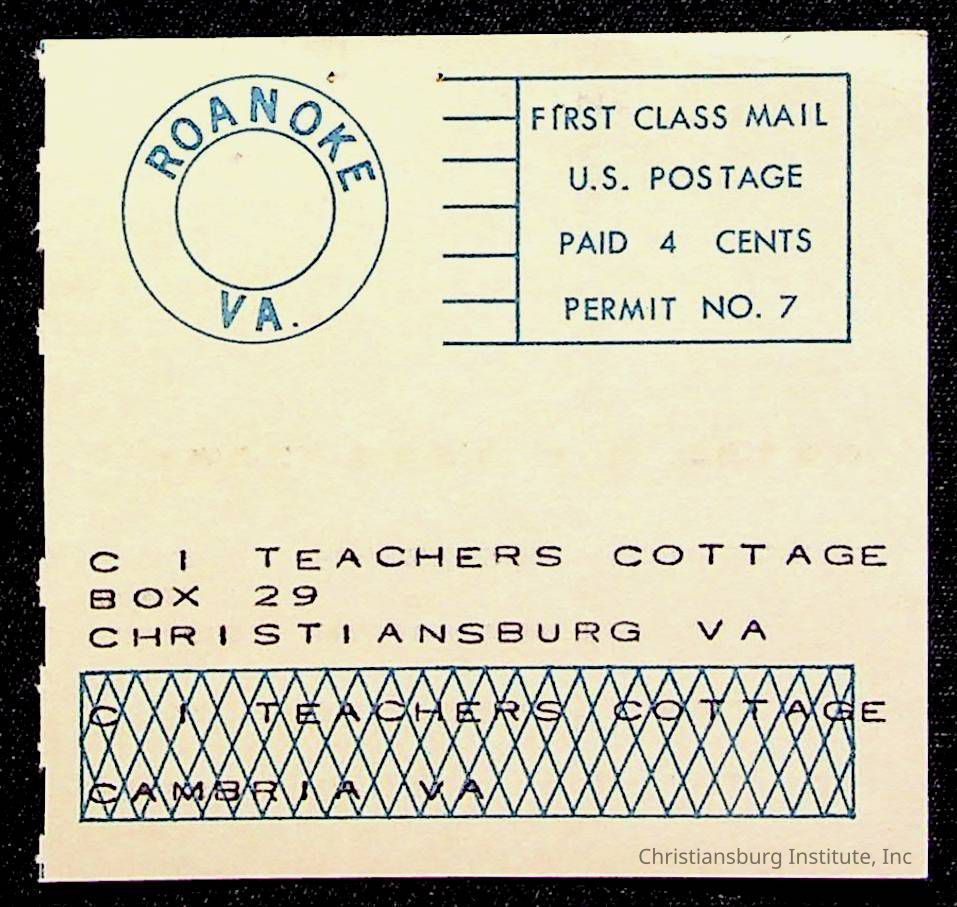 ROANOKE
VA.
FIRST CLASS MAIL
U.S. POSTAGE
PAID 4 CENTS
PERMIT NO. 7
C I TEACHERS COTTAGE
BOX 29
CHRISTIANSBURG VA
C I TEACHERS COTTAGE
CAMBRIA VA
Christiansburg Institute, Inc